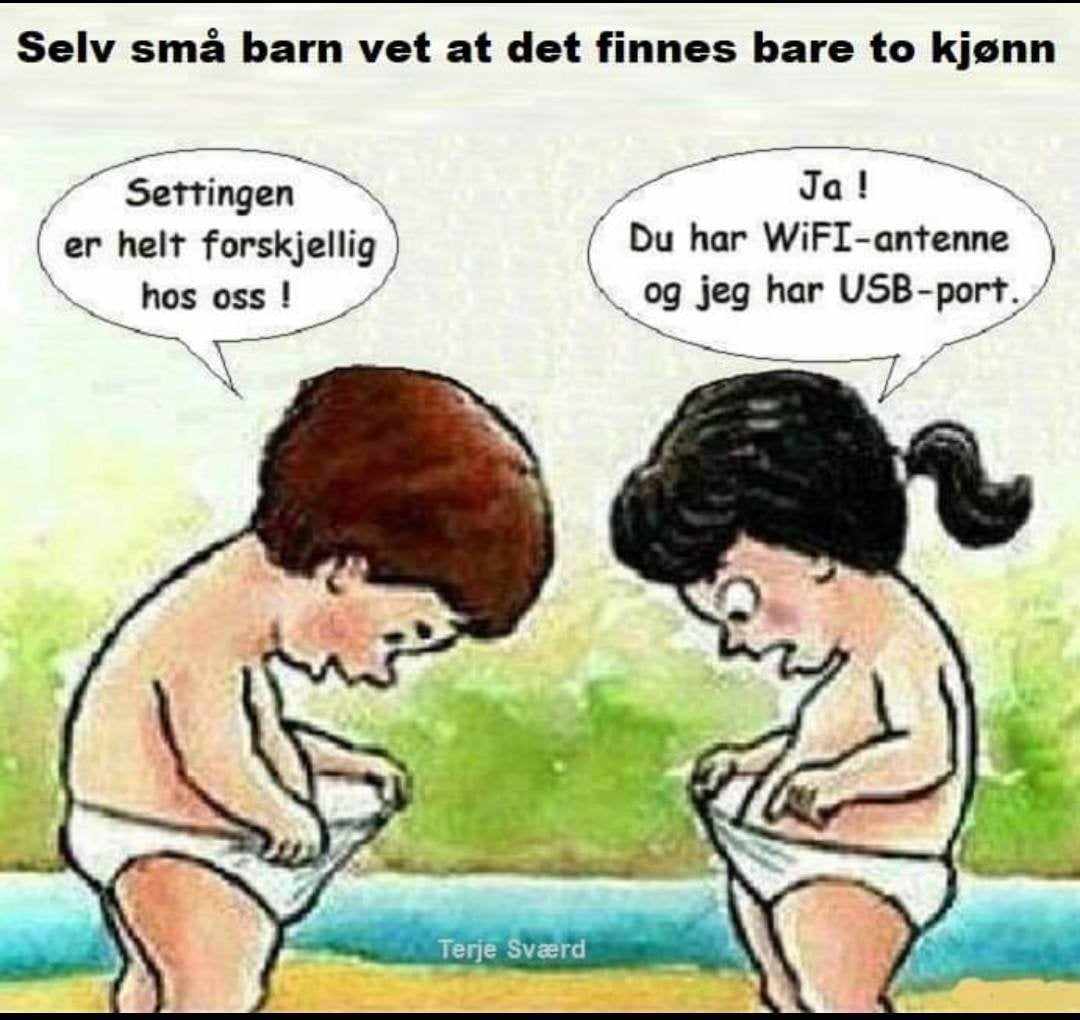 Selv små barn vet at det finnes bare to kjønn
Settingen
er helt forskjellig
hos oss !
Ja !
Du har WiFI-antenne
og jeg har USB-port.
Terje Sværd